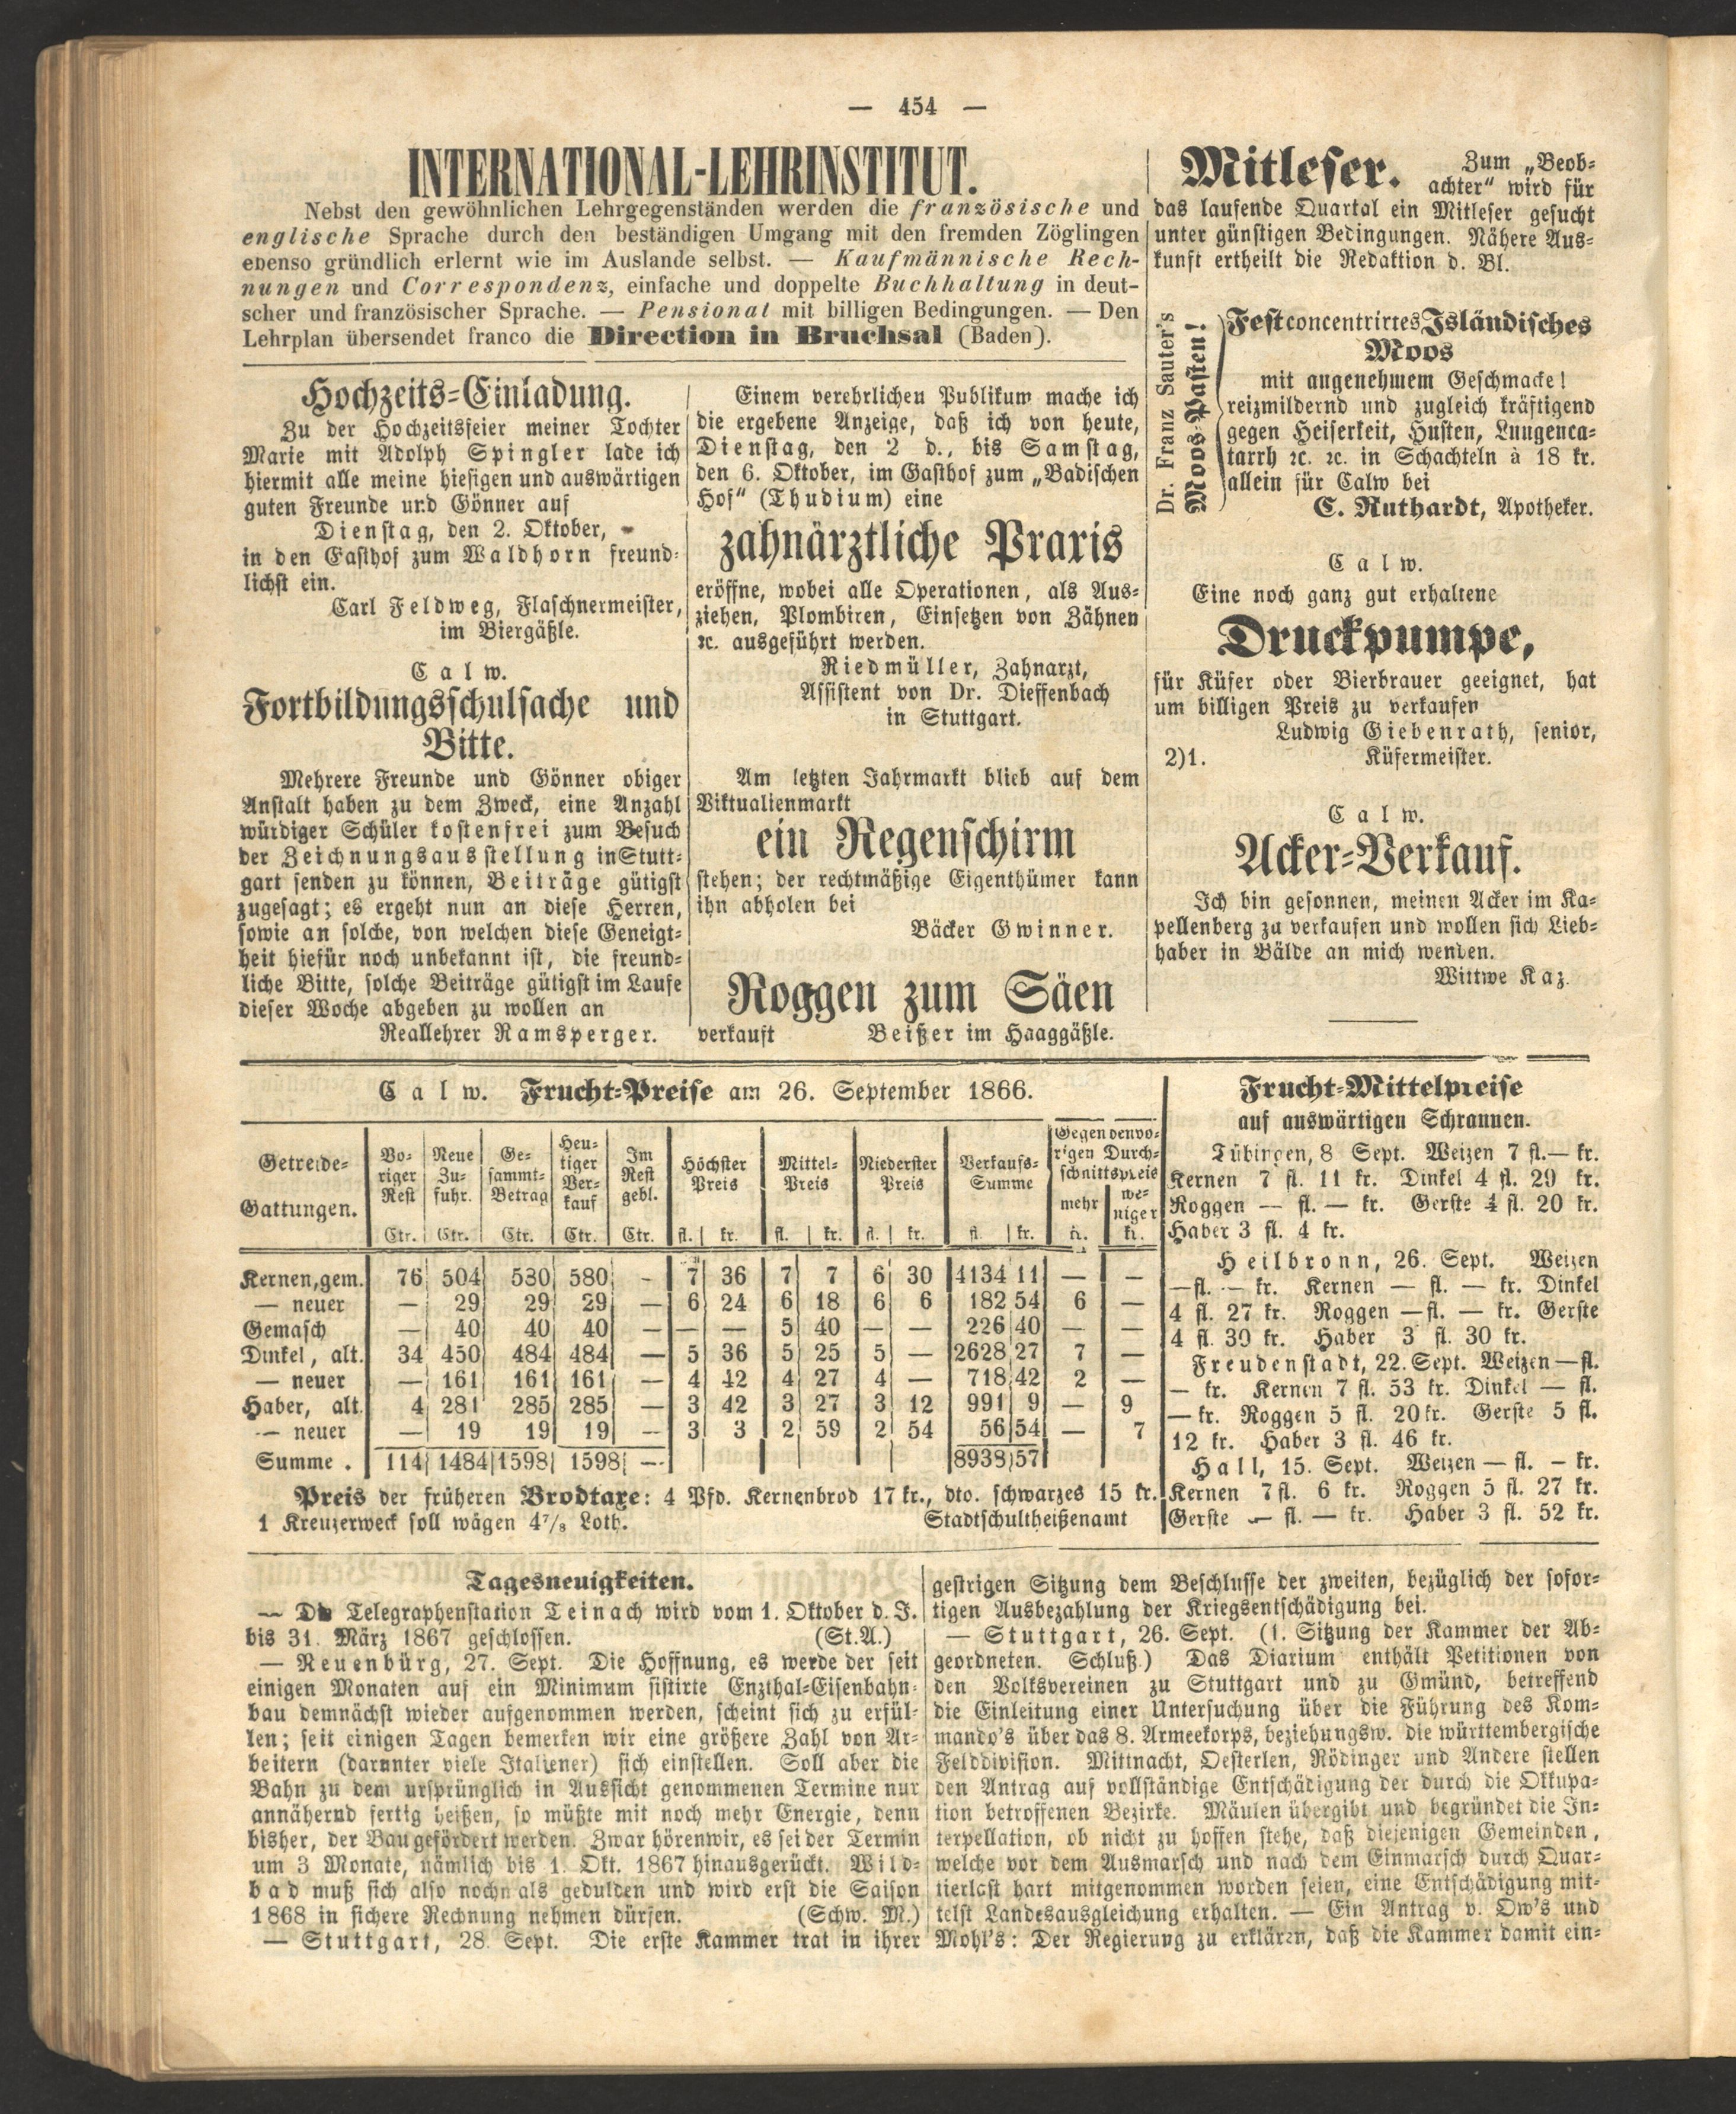 — 454 —
INTERNATIONAL-LEHRINSTITUT.
Nebst den gewöhnlichen Lehrgegenständen werden die französische und
englische Sprache durch den beständigen Umgang mit den fremden Zöglingen
ebenso gründlich erlernt wie im Auslande selbst. — Kaufmännische Rech-
nungen und Correspondenz, einfache und doppelte Buchhaltung in deut-
scher und französischer Sprache. — Pensionat mit billigen Bedingungen. — Den
Lehrplan übersendet franco die Direction in Bruchsal (Baden).
Hochzeits-Einladung.
Zu der Hochzeitsfeier meiner Tochter
Marie mit Adolph Spingler lade ich
hiermit alle meine hiesigen und auswärtigen
guten Freunde und Gönner auf
Dienstag, den 2. Oktober,
in den Gasthof zum Waldhorn freund-
lichst ein.
Carl Feldweg, Flaschnermeister,
im Biergäßle.
Calw.
Fortbildungsschulsache und
Bitte.
Mehrere Freunde und Gönner obiger
Anstalt haben zu dem Zweck, eine Anzahl
würdiger Schüler kostenfrei zum Besuch
der Zeichnungsausstellung in Stutt-
gart senden zu können, Beiträge gütigst
zugesagt; es ergeht nun an diese Herren,
sowie an solche, von welchen diese Geneigt-
heit hiefür noch unbekannt ist, die freund-
liche Bitte, solche Beiträge gütigst im Laufe
dieser Woche abgeben zu wollen an
Reallehrer Ramsperger.
Einem verehrlichen Publikum mache ich
die ergebene Anzeige, daß ich von heute,
Dienstag, den 2 d., bis Samstag,
den 6. Oktober, im Gasthof zum „Badischen
Hof“ (Thudium) eine
zahnärztliche Praxis
eröffne, wobei alle Operationen, als Aus-
ziehen, Plombiren, Einsetzen von Zähnen
ꝛc. ausgeführt werden.
Riedmüller, Zahnarzt,
Assistent von Dr. Dieffenbach
in Stuttgart.
Am letzten Jahrmarkt blieb auf dem
Viktualienmarkt
ein Regenschirm
stehen; der rechtmäßige Eigenthümer kann
ihn abholen bei
Bäcker Gwinner.
Roggen zum Säen
verkauft Beißer im Haaggäßle.
Mitleser. Zum „Beob-
achter“ wird für
das laufende Quartal ein Mitleser gesucht
unter günstigen Bedingungen. Nähere Aus-
kunft ertheilt die Redaktion d. Bl.
Dr. Franz Sauter's
Moos-Pasten!
Fest concentrirtes Isländisches
Moos
mit angenehmem Geschmacke!
reizmildernd und zugleich kräftigend
gegen Heiserkeit, Husten, Lungenca-
tarrh ꝛc. ꝛc. in Schachteln à 18 kr.
allein für Calw bei
C. Ruthardt, Apotheker.
Calw.
Eine noch ganz gut erhaltene
Druckpumpe,
für Küfer oder Bierbrauer geeignet, hat
um billigen Preis zu verkaufen
Ludwig Giebenrath, senior,
2)1. Küfermeister.
Calw.
Acker-Verkauf.
Ich bin gesonnen, meinen Acker im Ka-
pellenberg zu verkaufen und wollen sich Lieb-
haber in Bälde an mich wenden.
Wittwe Kaz.
Calw. Frucht-Preise am 26. September 1866.
Getreide-Gattungen. | Voriger Rest | Neue Zufuhr. | Gesammt-Betrag | Heutiger Verkauf | Im Rest gebl. | Höchster Preis | Mittel-Preis | Niederster Preis | Verkaufs-Summe | Gegen den vorigen Durchschnittspreis mehr | weniger
Ctr. | Ctr. | Ctr. | Ctr. | Ctr. | fl. | kr. | fl. | kr. | fl. | kr. | fl. | kr. | kr. | kr.
Kernen, gem. 76 504 580 580 - 7 36 7 7 6 30 4134 11 — —
— neuer — 29 29 29 — 6 24 6 18 6 6 182 54 6 —
Gemasch — 40 40 40 — — — 5 40 — — 226 40 — —
Dinkel, alt. 34 450 484 484 — 5 36 5 25 5 — 2628 27 7 —
— neuer — 161 161 161 — 4 42 4 27 4 — 718 42 2 —
Haber, alt. 4 281 285 285 — 3 42 3 27 3 12 991 9 — 9
— neuer — 19 19 19 — 3 3 2 59 2 54 56 54 — 7
Summe . 114 1484 1598 1598 — 8938 57
Preis der früheren Brodtaxe: 4 Pfd. Kernenbrod 17 kr., dto. schwarzes 15 kr.
1 Kreuzerweck soll wägen 4⁷/₈ Loth. Stadtschultheißenamt
Frucht-Mittelpreise
auf auswärtigen Schrannen.
Tübingen, 8 Sept. Weizen 7 fl. — kr.
Kernen 7 fl. 11 kr. Dinkel 4 fl. 29 kr.
Roggen — fl. — kr. Gerste 4 fl. 20 kr.
Haber 3 fl. 4 kr.
Heilbronn, 26. Sept. Weizen
— fl. — kr. Kernen — fl. — kr. Dinkel
4 fl. 27 kr. Roggen — fl. — kr. Gerste
4 fl. 39 kr. Haber 3 fl. 30 kr.
Freudenstadt, 22. Sept. Weizen — fl.
— kr. Kernen 7 fl. 53 kr. Dinkel — fl.
— kr. Roggen 5 fl. 20 kr. Gerste 5 fl.
12 kr. Haber 3 fl. 46 kr.
Hall, 15. Sept. Weizen — fl. — kr.
Kernen 7 fl. 6 kr. Roggen 5 fl. 27 kr.
Gerste — fl. — kr. Haber 3 fl. 52 kr.
Tagesneuigkeiten.
— Die Telegraphenstation Teinach wird vom 1. Oktober d. J.
bis 31. März 1867 geschlossen. (St.A.)
— Neuenbürg, 27. Sept. Die Hoffnung, es werde der seit
einigen Monaten auf ein Minimum sistirte Enzthal-Eisenbahn-
bau demnächst wieder aufgenommen werden, scheint sich zu erfül-
len; seit einigen Tagen bemerken wir eine größere Zahl von Ar-
beitern (darunter viele Italiener) sich einstellen. Soll aber die
Bahn zu dem ursprünglich in Aussicht genommenen Termine nur
annähernd fertig heißen, so müßte mit noch mehr Energie, denn
bisher, der Bau gefördert werden. Zwar hören wir, es sei der Termin
um 3 Monate, nämlich bis 1. Okt. 1867 hinausgerückt. Wild-
bad muß sich also nochmals gedulden und wird erst die Saison
1868 in sichere Rechnung nehmen dürfen. (Schw. M.)
— Stuttgart, 28. Sept. Die erste Kammer trat in ihrer
gestrigen Sitzung dem Beschlusse der zweiten, bezüglich der sofor-
tigen Ausbezahlung der Kriegsentschädigung bei.
— Stuttgart, 26. Sept. (1. Sitzung der Kammer der Ab-
geordneten. Schluß.) Das Diarium enthält Petitionen von
den Volksvereinen zu Stuttgart und zu Gmünd, betreffend
die Einleitung einer Untersuchung über die Führung des Kom-
mando's über das 8. Armeekorps, beziehungsw. die württembergische
Felddivision. Mittnacht, Oesterlen, Rödinger und Andere stellen
den Antrag auf vollständige Entschädigung der durch die Okkupa-
tion betroffenen Bezirke. Mäulen übergibt und begründet die In-
terpellation, ob nicht zu hoffen stehe, daß diejenigen Gemeinden,
welche vor dem Ausmarsch und nach dem Einmarsch durch Quar-
tierlast hart mitgenommen worden seien, eine Entschädigung mit-
telst Landesausgleichung erhalten. — Ein Antrag v. Ow's und
Mohl's: Der Regierung zu erklären, daß die Kammer damit ein-